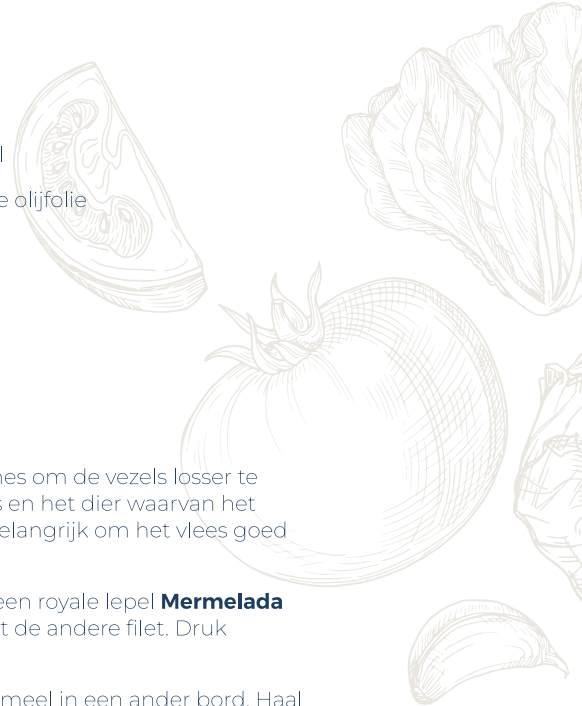 l
e olijfolie
nes om de vezels losser te
s en het dier waarvan het
elangrijk om het vlees goed
een royale lepel Mermelada
t de andere filet. Druk
meel in een ander bord. Haal